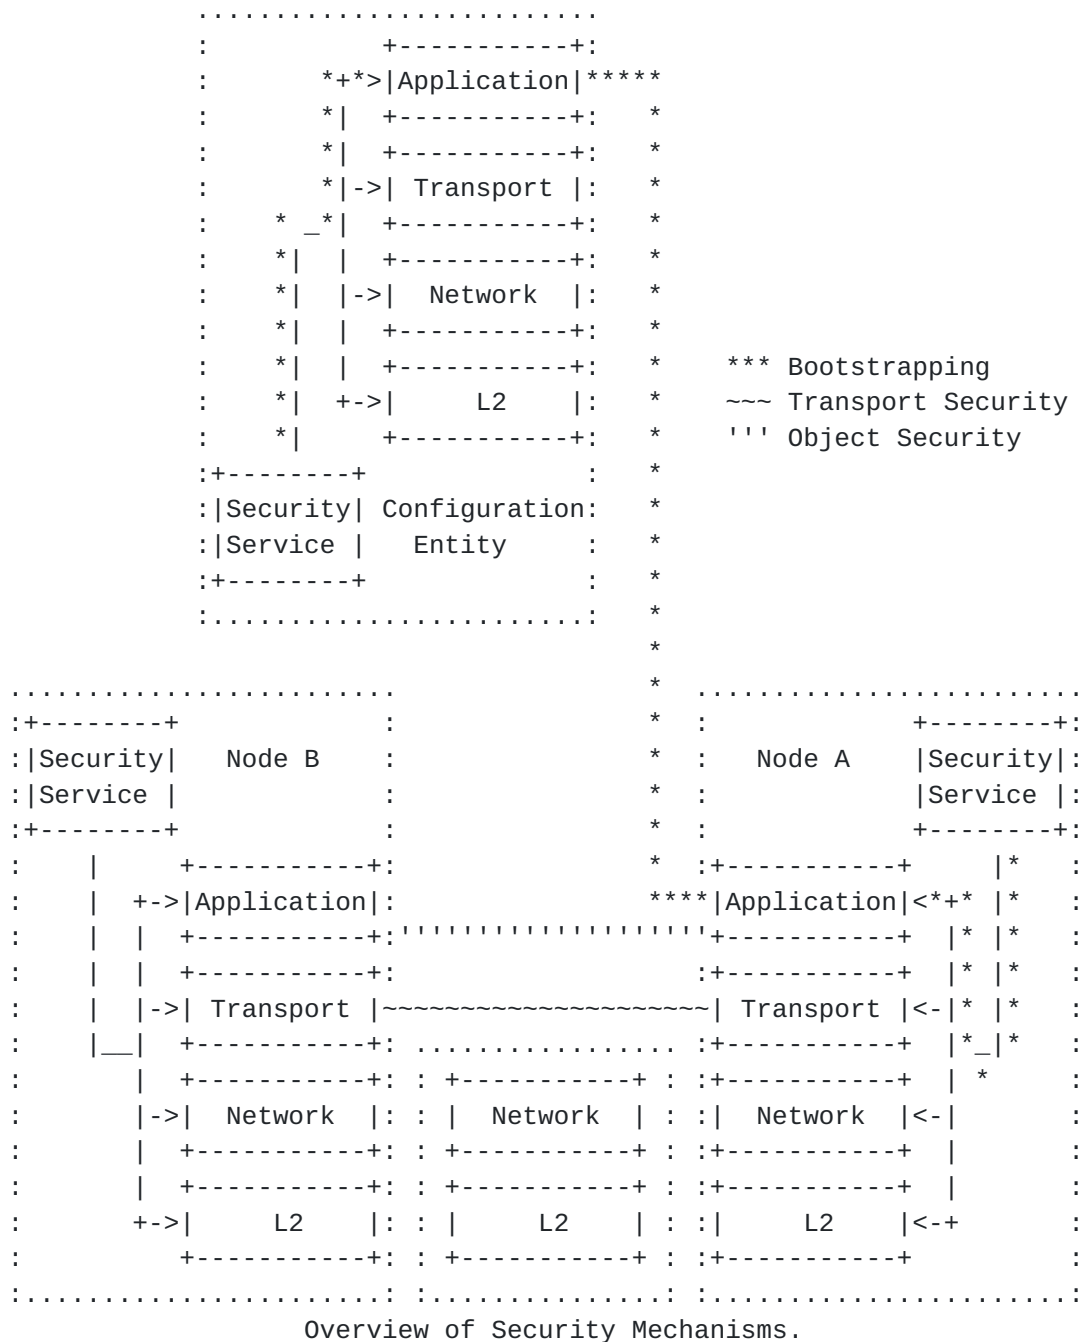 Application
Transport
Network
*** Bootstrapping
L2
~~~ Transport Security
''' Object Security
Security Configuration
Service Entity
Security Node B Node A Security
Service Service
Application Application
Transport Transport
Network Network Network
L2 L2 L2
Overview of Security Mechanisms.